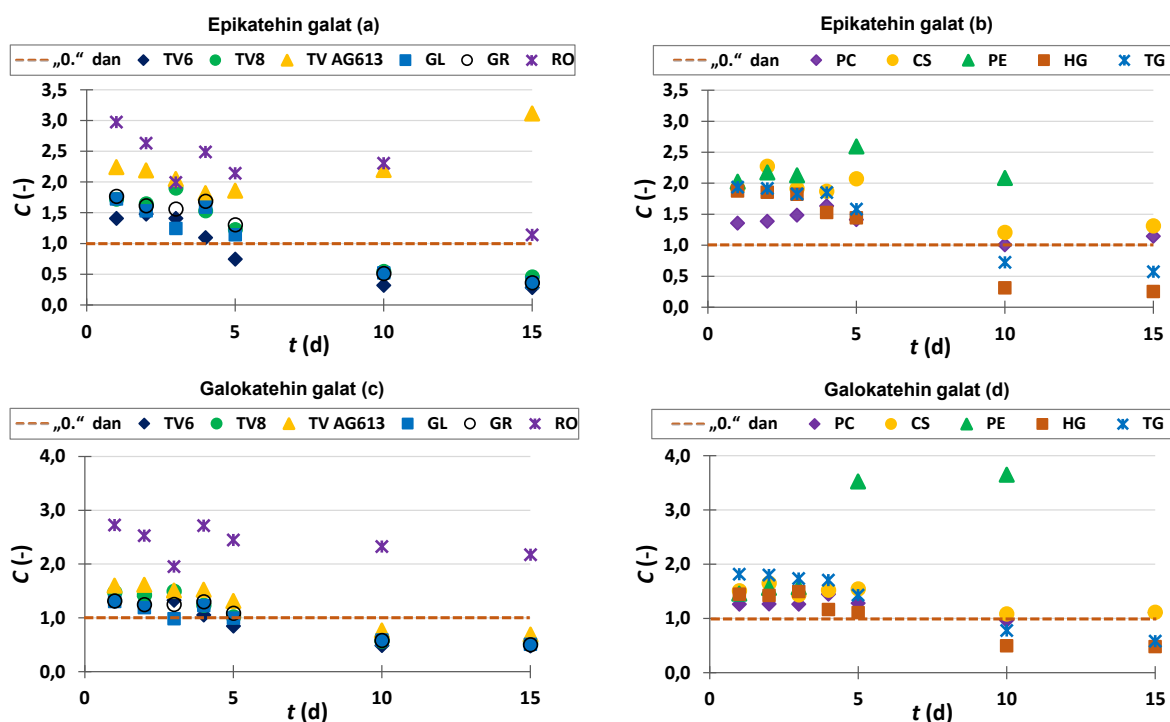 Epikatehin galat (a)
„0.“ dan TV6 TV8 TV AG613 GL GR RO
3,5
3,0
2,5
2,0
1,5
1,0
0,5
0,0
C (-)
0 5 10 15
t (d)
Epikatehin galat (b)
„0.“ dan PC CS PE HG TG
3,5
3,0
2,5
2,0
1,5
1,0
0,5
0,0
C (-)
0 5 10 15
t (d)
Galokatehin galat (c)
„0.“ dan TV6 TV8 TV AG613 GL GR RO
4,0
3,0
2,0
1,0
0,0
C (-)
0 5 10 15
t (d)
Galokatehin galat (d)
„0.“ dan PC CS PE HG TG
4,0
3,0
2,0
1,0
0,0
C (-)
0 5 10 15
t (d)